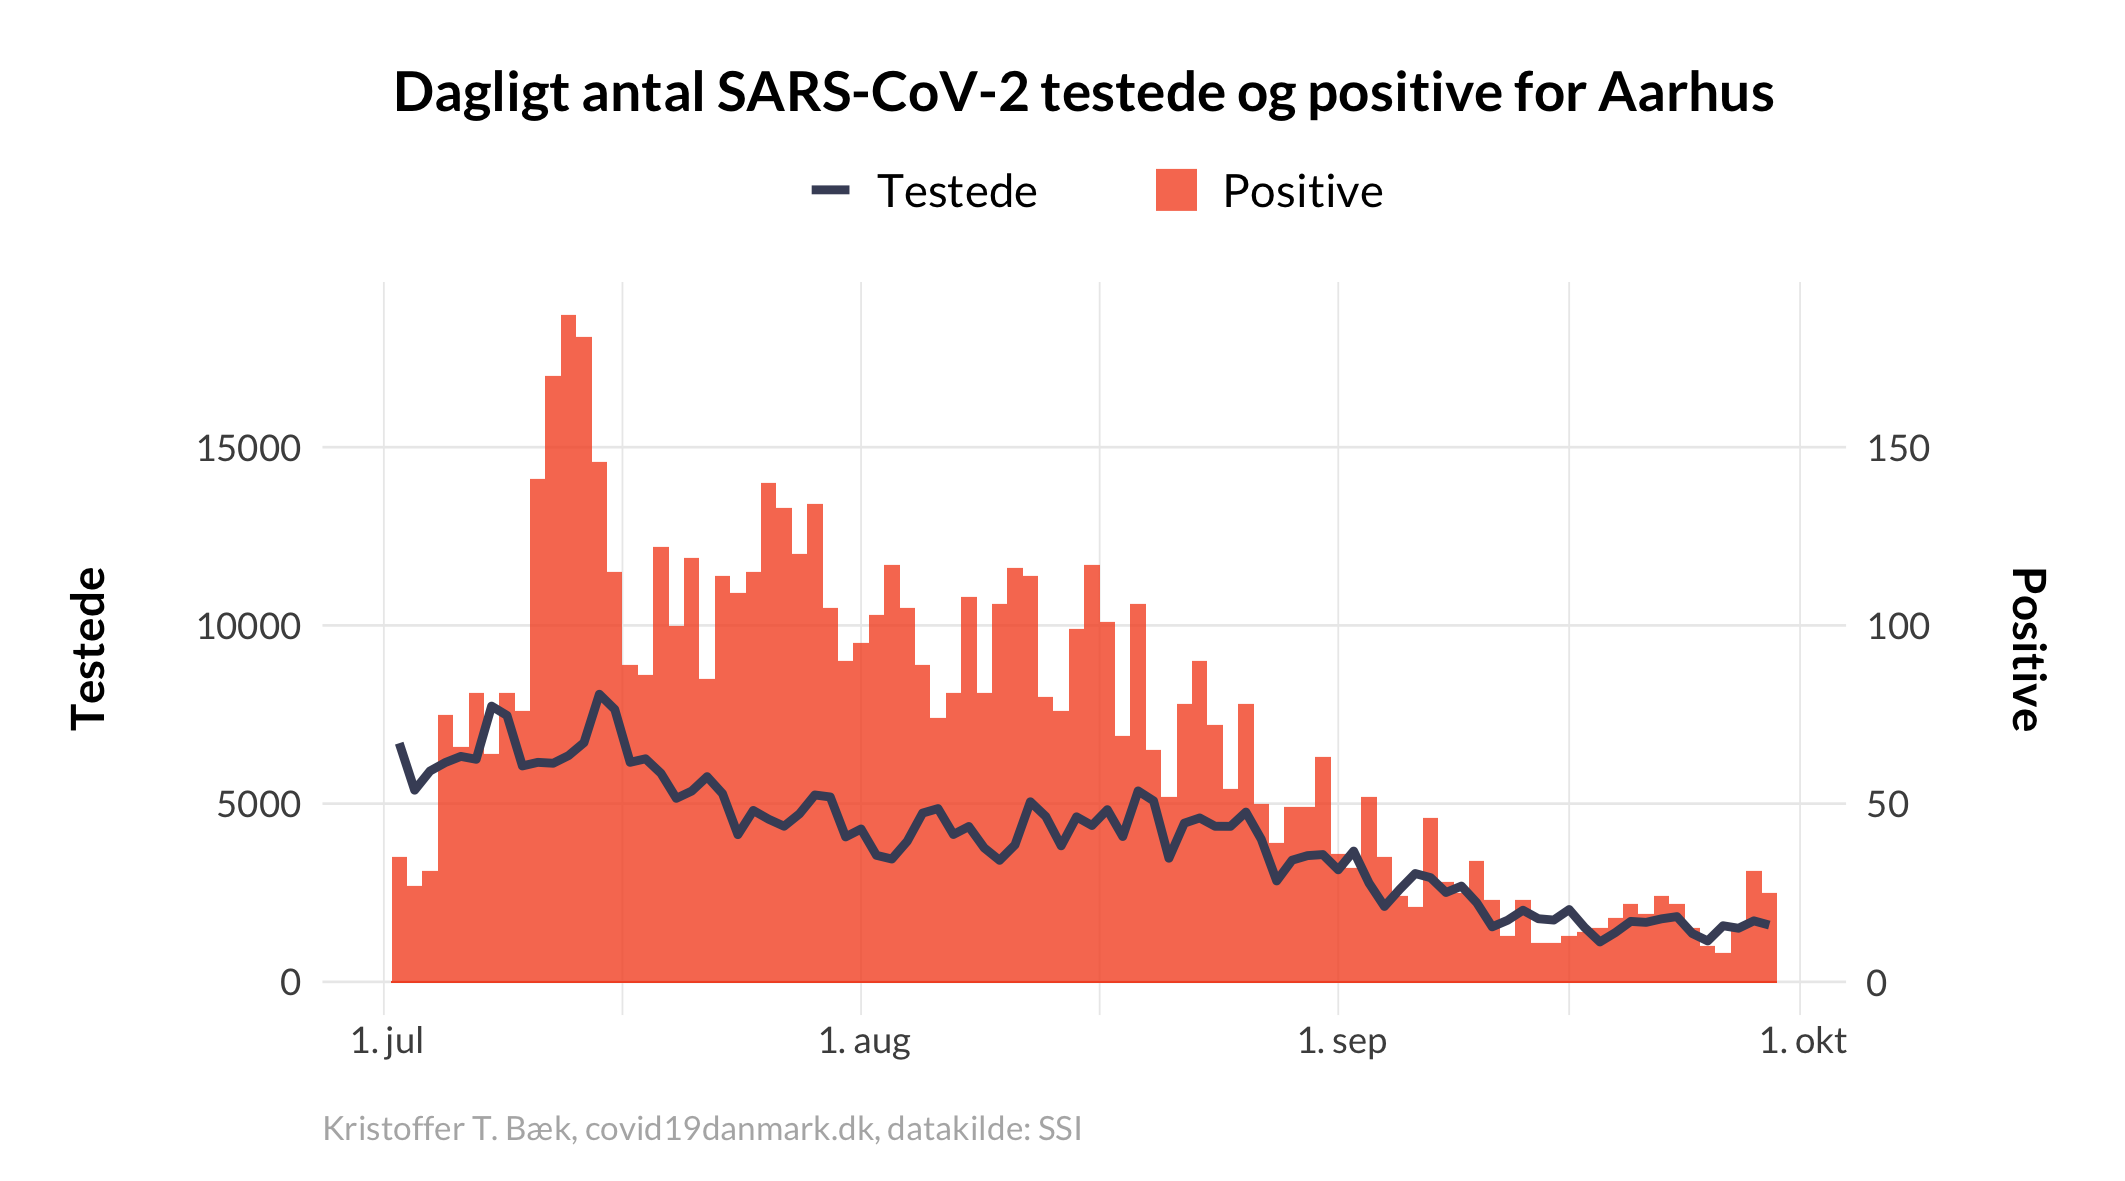 Dagligt antal SARS-CoV-2 testede og positive for Aarhus
Testede
Positive
15000
10000
5000
0
Testede
150
100
50
0
Positive
1. jul
1. aug
1. sep
1. okt
Kristoffer T. Bæk, covid19danmark.dk, datakilde: SSI